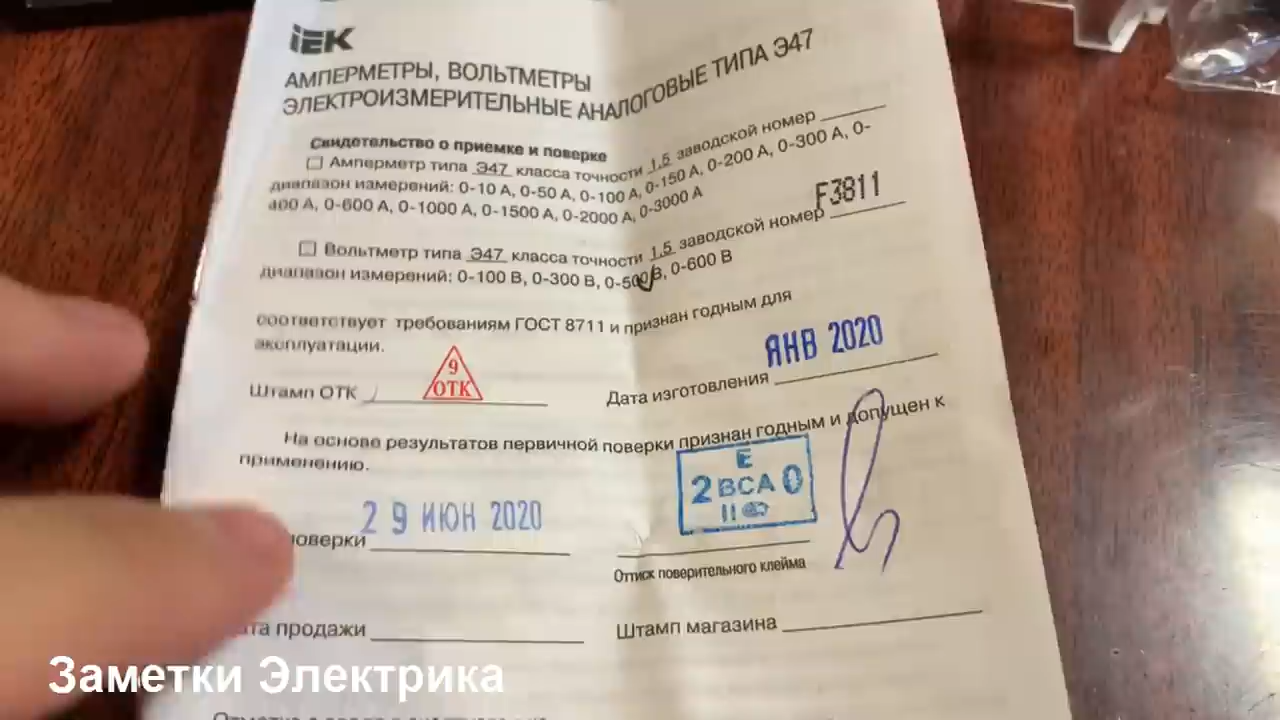 iEK
АМПЕРМЕТРЫ, ВОЛЬТМЕТРЫ
ЭЛЕКТРОИЗМЕРИТЕЛЬНЫЕ АНАЛОГОВЫЕ ТИПА Э47
Свидетельство о приемке и поверке
Амперметр типа Э47 класса точности 1,5 заводской номер
диапазон измерений: 0-10 А, 0-50 А, 0-100 А, 0-150 А, 0-200 А, 0-300 А, 0-
400 А, 0-600 А, 0-1000 А, 0-1500 А, 0-2000 А, 0-3000 А
Вольтметр типа Э47 класса точности 1,5 заводской номер F3811
диапазон измерений: 0-100 В, 0-300 В, 0-500 В, 0-600 В
соответствует требованиям ГОСТ 8711 и признан годным для
эксплуатации.
Штамп ОТК 9 ОТК Дата изготовления ЯНВ 2020
На основе результатов первичной поверки признан годным и допущен к
применению.
Е
2 ВСА 0
II
оверки 29 ИЮН 2020
Оттиск поверительного клейма
та продажи Штамп магазина
Заметки Электрика